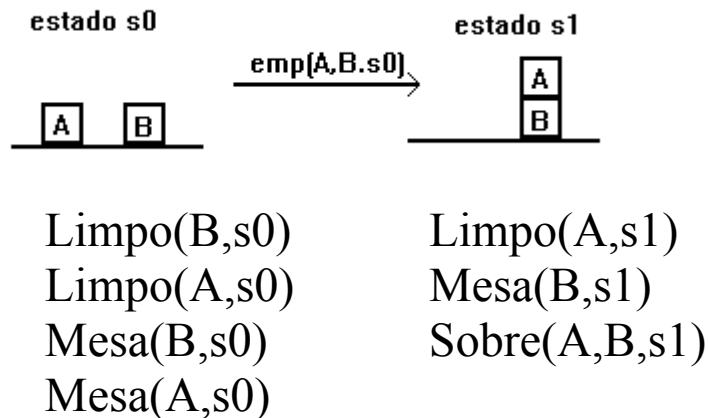 estado s0
estado s1
emp(A,B.s0)
A
B
A
B
Limpo(B,s0)
Limpo(A,s0)
Mesa(B,s0)
Mesa(A,s0)
Limpo(A,s1)
Mesa(B,s1)
Sobre(A,B,s1)